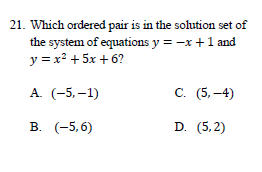 21. Which ordered pair is in the solution set of
the system of equations y = −x + 1 and
y = x² + 5x + 6?
A. (−5, −1)
C. (5, −4)
B. (−5, 6)
D. (5, 2)